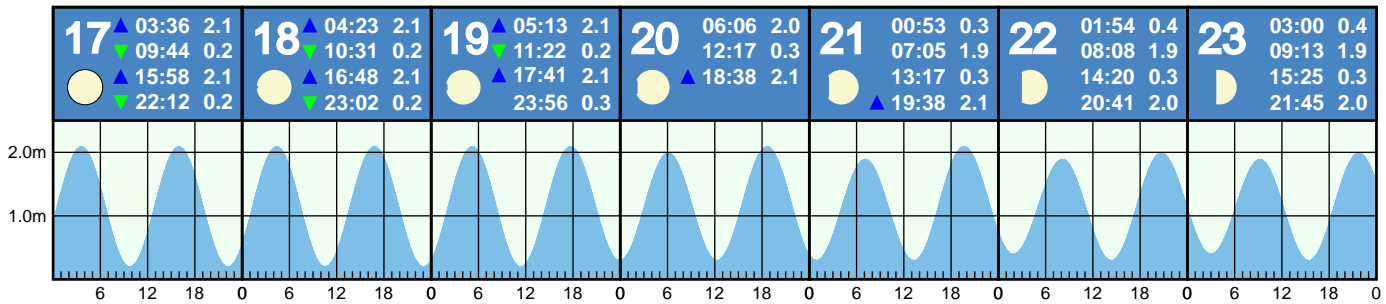 17
▲ 03:36 2.1
▼ 09:44 0.2
▲ 15:58 2.1
▼ 22:12 0.2
18
▲ 04:23 2.1
▼ 10:31 0.2
▲ 16:48 2.1
▼ 23:02 0.2
19
▲ 05:13 2.1
▼ 11:22 0.2
▲ 17:41 2.1
23:56 0.3
20
06:06 2.0
12:17 0.3
▲ 18:38 2.1
21
00:53 0.3
07:05 1.9
13:17 0.3
▲ 19:38 2.1
22
01:54 0.4
08:08 1.9
14:20 0.3
20:41 2.0
23
03:00 0.4
09:13 1.9
15:25 0.3
21:45 2.0
2.0m
1.0m
6 12 18 0 6 12 18 0 6 12 18 0 6 12 18 0 6 12 18 0 6 12 18 0 6 12 18 0